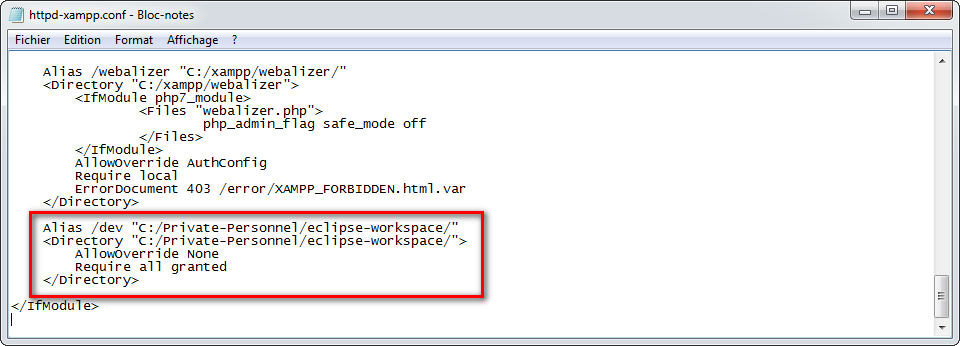 httpd-xampp.conf - Bloc-notes
Fichier Edition Format Affichage ?
Alias /webalizer "C:/xampp/webalizer/"
<Directory "C:/xampp/webalizer">
<IfModule php7_module>
<Files "webalizer.php">
php_admin_flag safe_mode off
</Files>
</IfModule>
AllowOverride AuthConfig
Require local
ErrorDocument 403 /error/XAMPP_FORBIDDEN.html.var
</Directory>
Alias /dev "C:/Private-Personnel/eclipse-workspace/"
<Directory "C:/Private-Personnel/eclipse-workspace/">
AllowOverride None
Require all granted
</Directory>
</IfModule>